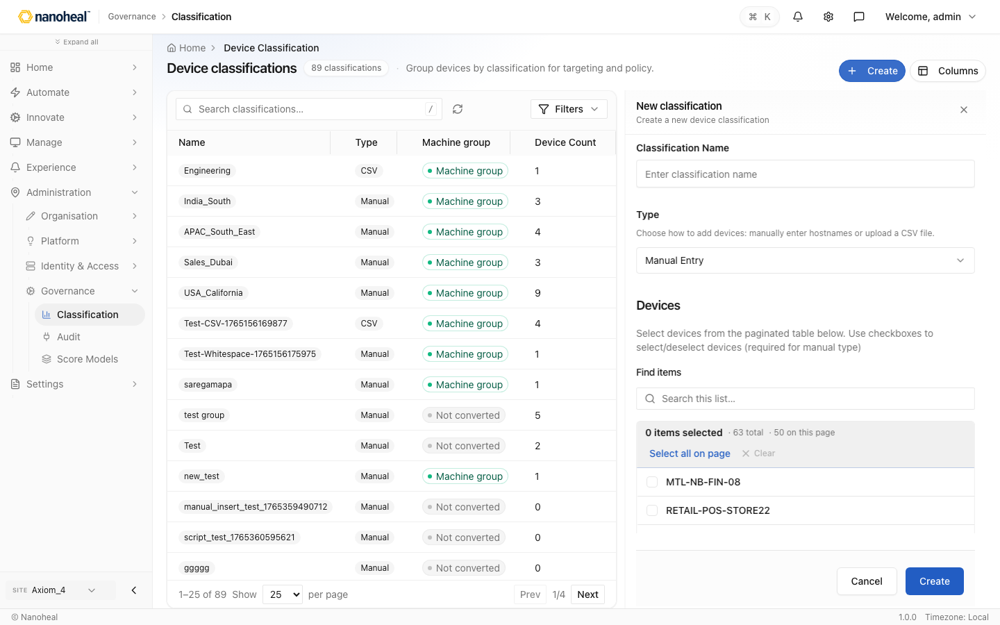 nanoheal™
Governance > Classification
⌘ K
Welcome, admin
Expand all
Home
Automate
Innovate
Manage
Experience
Administration
Organisation
Platform
Identity & Access
Governance
Classification
Audit
Score Models
Settings
SITE Axiom_4
Home > Device Classification
Device classifications 89 classifications · Group devices by classification for targeting and policy.
+ Create
Columns
Search classifications... /
Filters
Name Type Machine group Device Count
Engineering CSV Machine group 1
India_South Manual Machine group 3
APAC_South_East Manual Machine group 4
Sales_Dubai Manual Machine group 3
USA_California Manual Machine group 9
Test-CSV-1765156169877 CSV Machine group 4
Test-Whitespace-1765156175975 Manual Machine group 1
saregamapa Manual Machine group 1
test group Manual Not converted 5
Test Manual Not converted 2
new_test Manual Machine group 1
manual_insert_test_1765359490712 Manual Not converted 0
script_test_1765360595621 Manual Not converted 0
ggggg Manual Not converted 0
1–25 of 89 Show 25 per page Prev 1/4 Next
New classification
Create a new device classification
Classification Name
Enter classification name
Type
Choose how to add devices: manually enter hostnames or upload a CSV file.
Manual Entry
Devices
Select devices from the paginated table below. Use checkboxes to
select/deselect devices (required for manual type)
Find items
Search this list...
0 items selected · 63 total · 50 on this page
Select all on page Clear
MTL-NB-FIN-08
RETAIL-POS-STORE22
Cancel Create
© Nanoheal
1.0.0 Timezone: Local